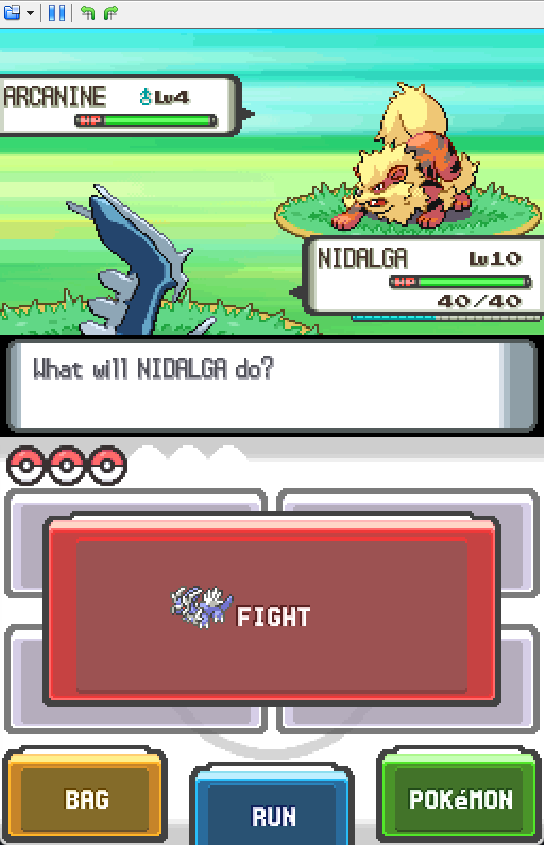 ARCANINE ♂Lv4
HP
NIDALGA Lv10
HP
40/40
What will NIDALGA do?
FIGHT
BAG
RUN
POKéMON